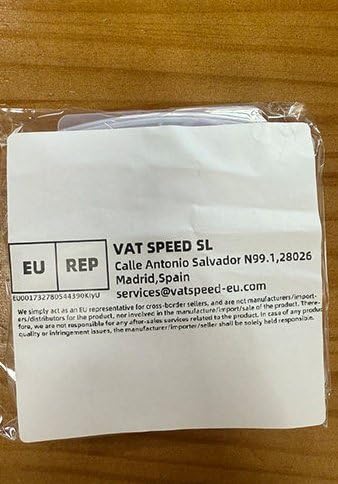 EU REP
VAT SPEED SL
Calle Antonio Salvador N99.1,28026
Madrid,Spain
services@vatspeed-eu.com
EU001732780544390KlyU
We simply act as an EU representative for cross-border sellers, and are not manufacturers/import-
ers/distributors for the product, nor involved in the manufacture/import/sale of the product. There-
fore, we are not responsible for any after-sales services related to the product. In case of any product
quality or infringement issues, the manufacturer/importer/seller shall be solely held responsible.